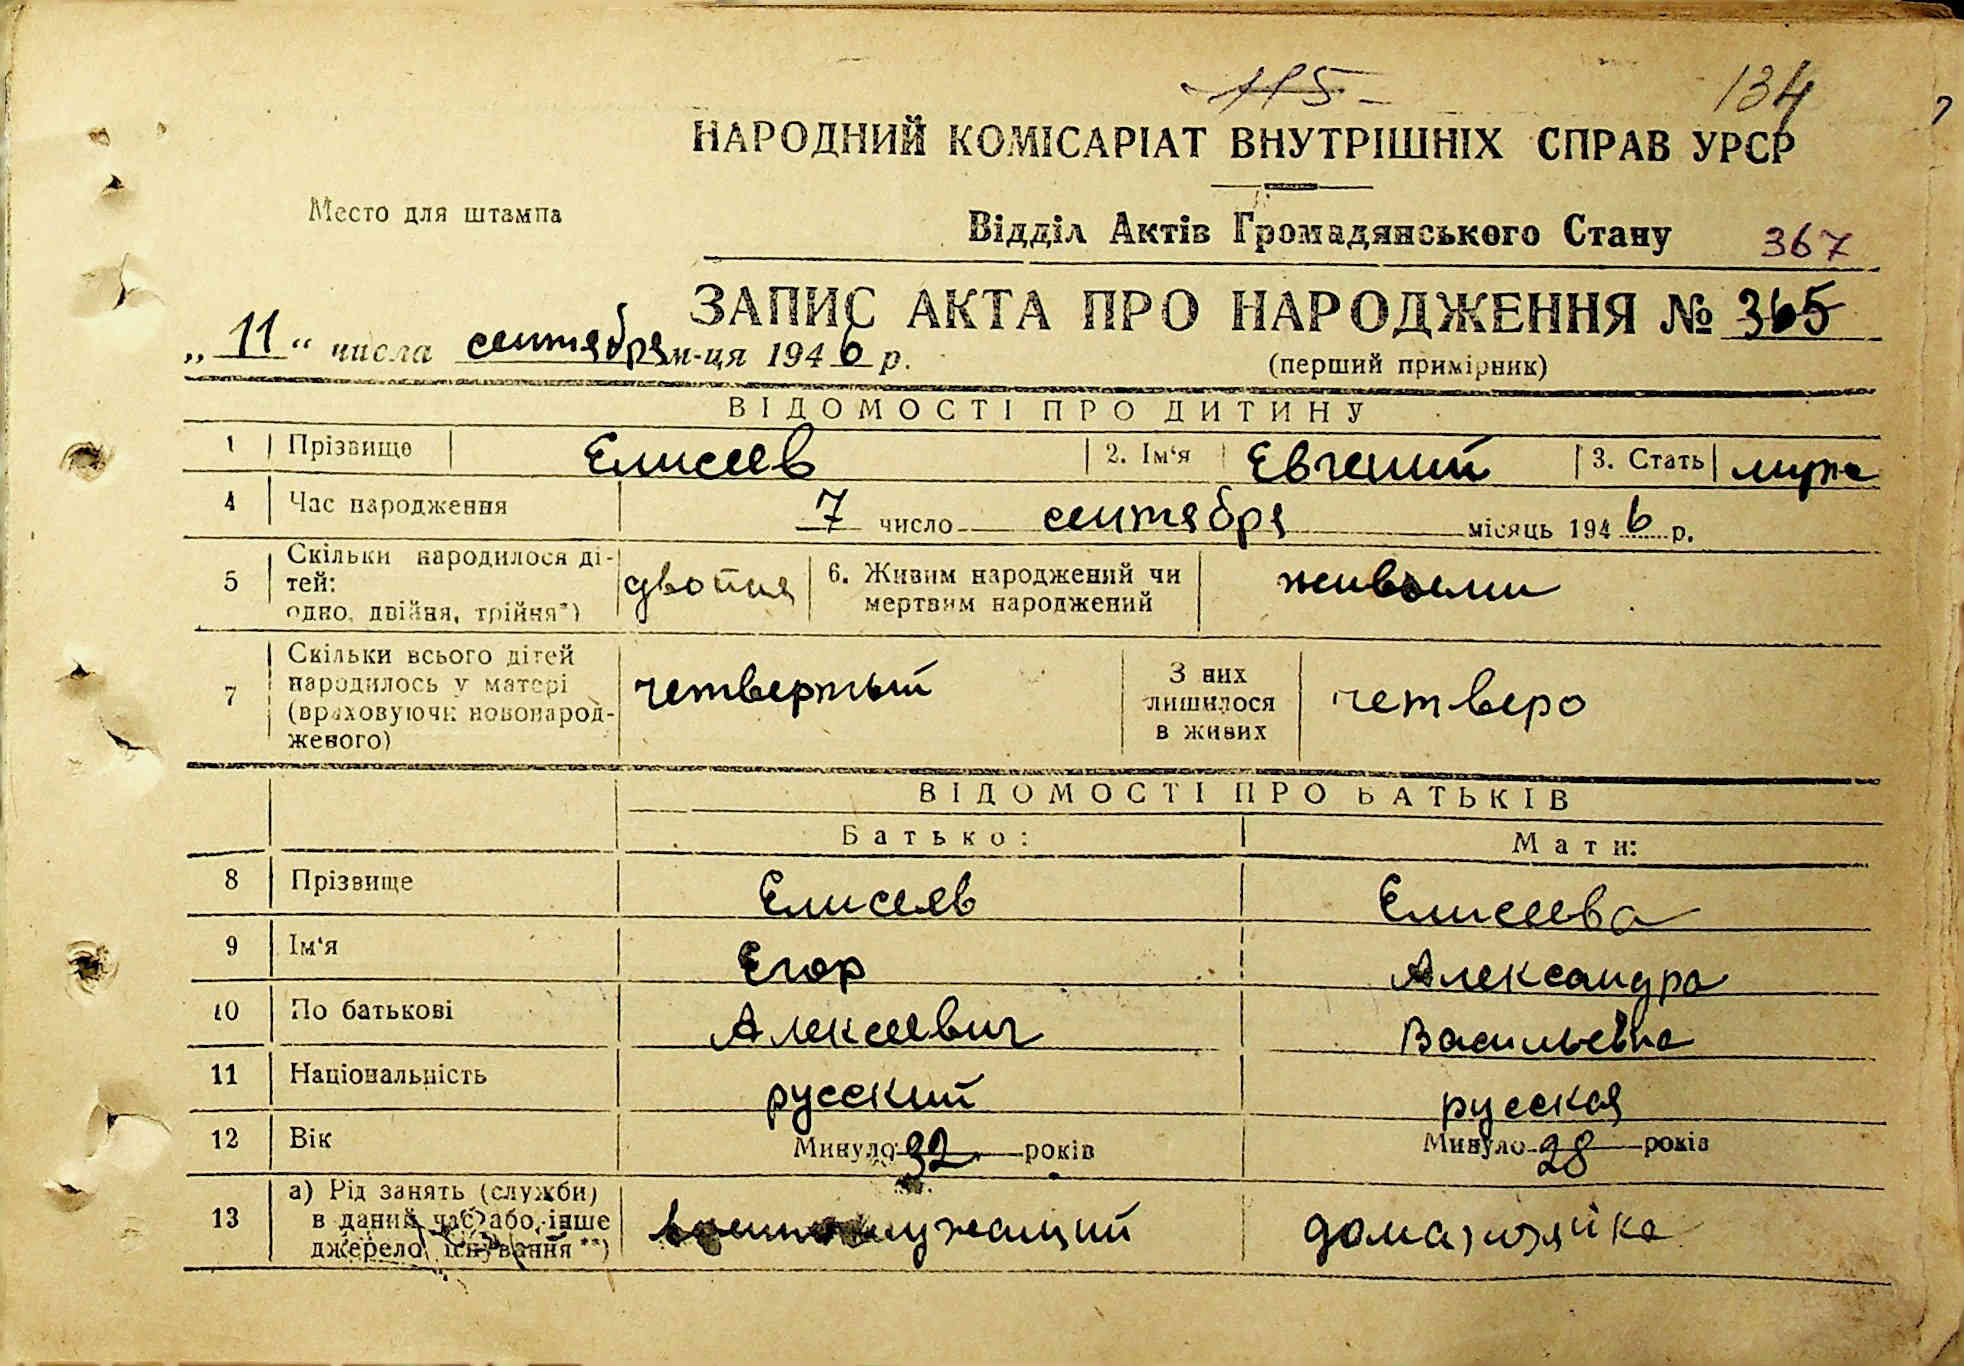 115
134
НАРОДНИЙ КОМІСАРІАТ ВНУТРІШНІХ СПРАВ УРСР
Место для штампа
Відділ Актів Громадянського Стану 367
ЗАПИС АКТА ПРО НАРОДЖЕННЯ № 365
„11“ числа сентября м-ця 1946 р.
(перший примірник)
ВІДОМОСТІ ПРО ДИТИНУ
1 Прізвище Елисеев 2. Ім‘я Евгений 3. Стать муж
4 Час народження 7 число сентября місяць 1946 р.
5 Скільки народилося ді-
тей:
одно, двійня, трійня*) двойня 6. Живим народжений чи
мертвим народжений живыми
7 Скільки всього дітей
народилось у матері
(враховуючи новонарод-
женого) четвертый
З них
лишилося
в живих четверо
ВІДОМОСТІ ПРО БАТЬКІВ
Батько: Мати:
8 Прізвище Елисеев Елисеева
9 Ім‘я Егор Александра
10 По батькові Алексеевич Васильевна
11 Національність русский русская
12 Вік Минуло 32 років Минуло 28 років
13 а) Рід занять (служби)
в даний час або інше
джерело існування **) военнослужащий домахозяйка